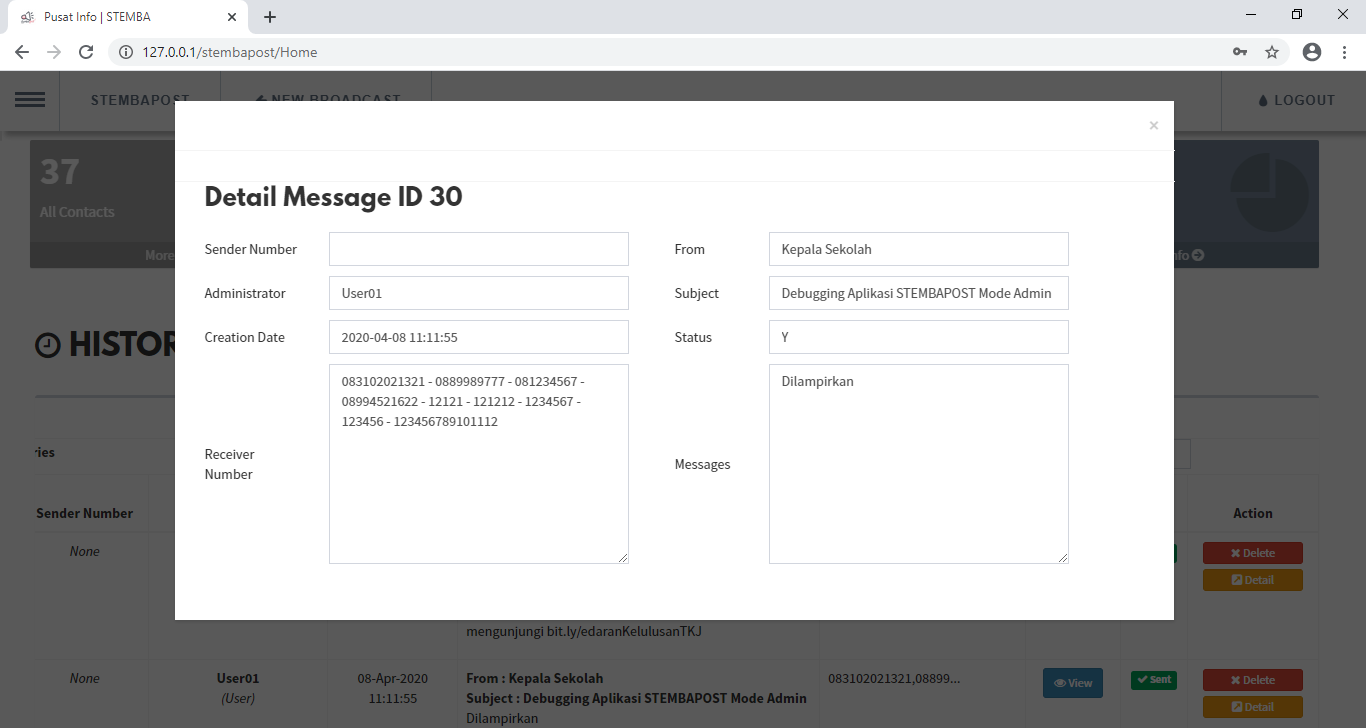 Pusat Info | STEMBA
127.0.0.1/stembapost/Home
STEMBAPOST
NEW BROADCAST
LOGOUT
×
37
All Contacts
More
nfo
Detail Message ID 30
Sender Number
From
Kepala Sekolah
Administrator
User01
Subject
Debugging Aplikasi STEMBAPOST Mode Admin
Creation Date
2020-04-08 11:11:55
Status
Y
Receiver
Number
083102021321 - 0889989777 - 081234567 -
08994521622 - 12121 - 121212 - 1234567 -
123456 - 123456789101112
Messages
Dilampirkan
HISTOR
ries
Sender Number
Action
None
Delete
Detail
mengunjungi bit.ly/edaranKelulusanTKJ
None
User01
(User)
08-Apr-2020
11:11:55
From : Kepala Sekolah
Subject : Debugging Aplikasi STEMBAPOST Mode Admin
Dilampirkan
083102021321,08899...
View
Sent
Delete
Detail